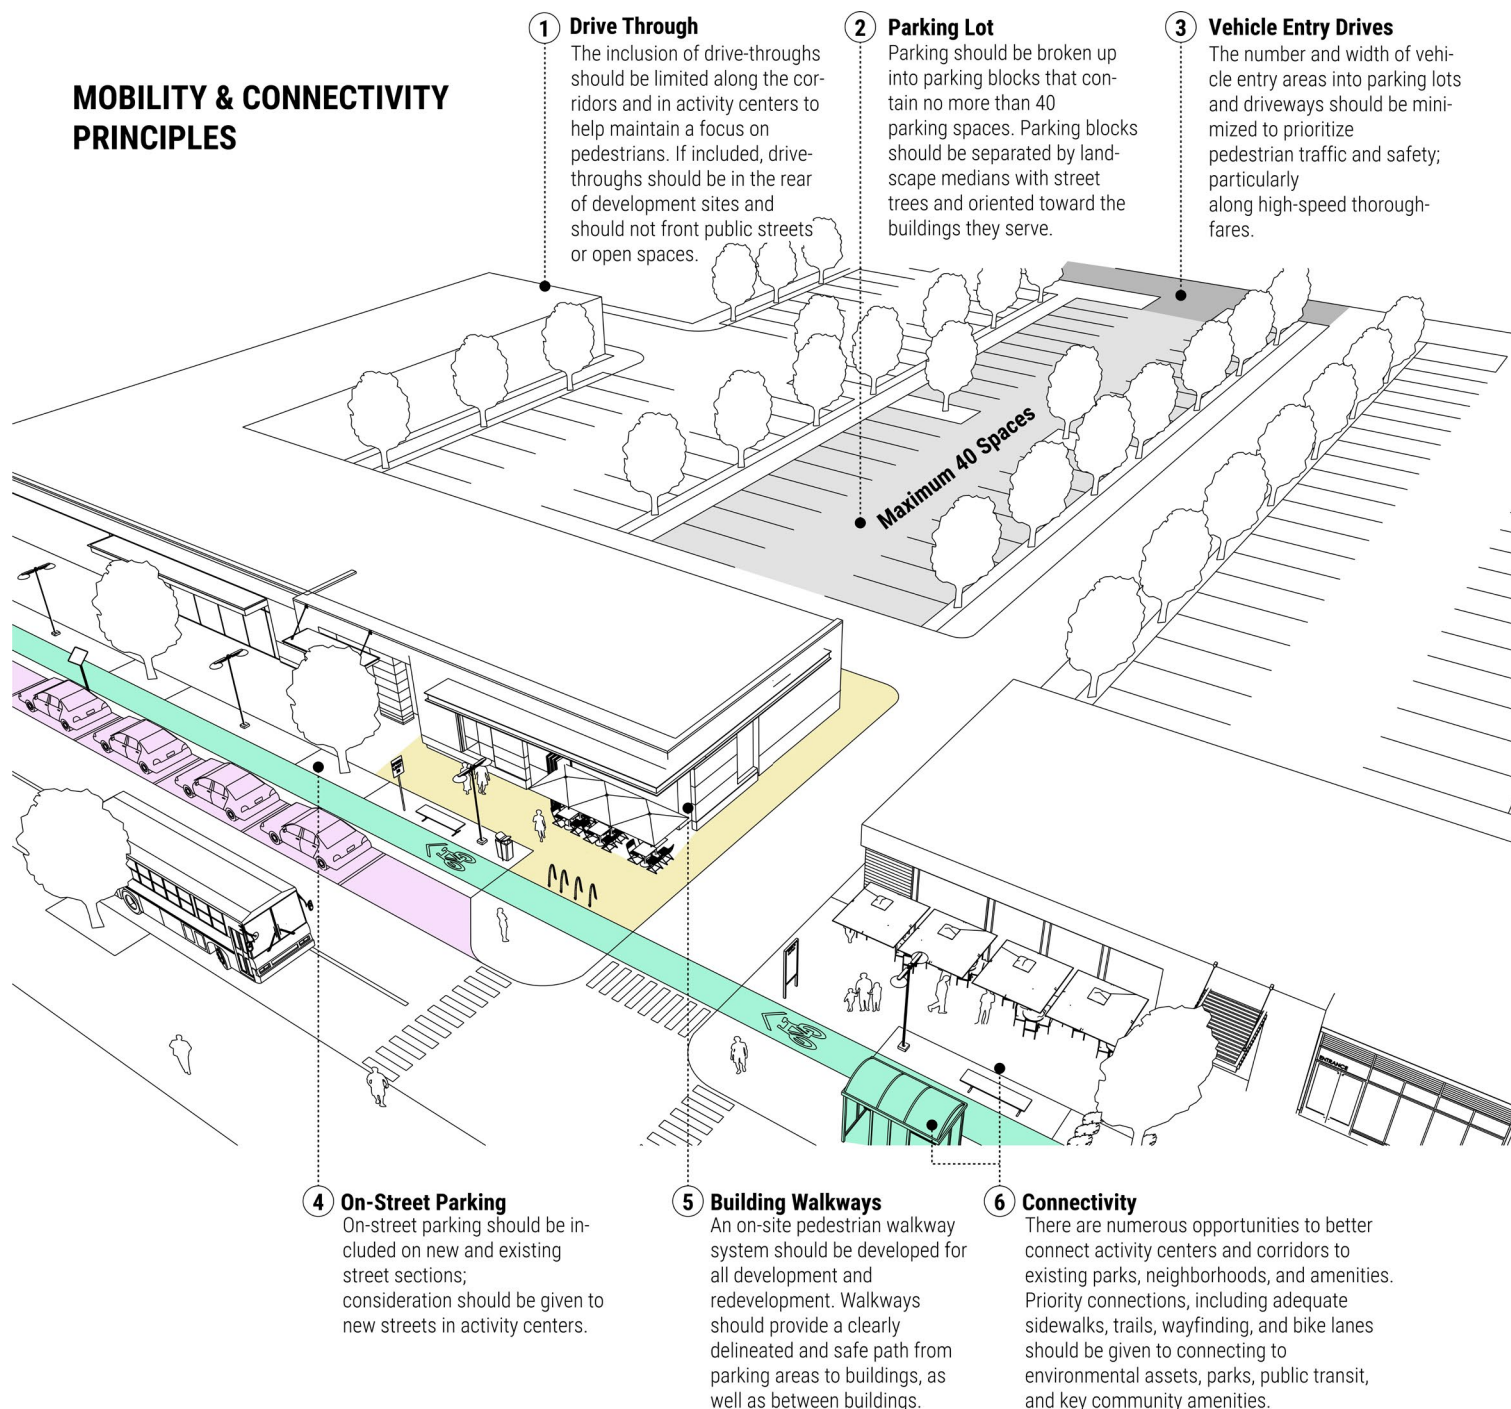 MOBILITY & CONNECTIVITY
PRINCIPLES
1 Drive Through
The inclusion of drive-throughs
should be limited along the cor-
ridors and in activity centers to
help maintain a focus on
pedestrians. If included, drive-
throughs should be in the rear
of development sites and
should not front public streets
or open spaces.
2 Parking Lot
Parking should be broken up
into parking blocks that con-
tain no more than 40
parking spaces. Parking blocks
should be separated by land-
scape medians with street
trees and oriented toward the
buildings they serve.
3 Vehicle Entry Drives
The number and width of vehi-
cle entry areas into parking lots
and driveways should be mini-
mized to prioritize
pedestrian traffic and safety;
particularly
along high-speed thorough-
fares.
Maximum 40 Spaces
ENTRANCE
4 On-Street Parking
On-street parking should be in-
cluded on new and existing
street sections;
consideration should be given to
new streets in activity centers.
5 Building Walkways
An on-site pedestrian walkway
system should be developed for
all development and
redevelopment. Walkways
should provide a clearly
delineated and safe path from
parking areas to buildings, as
well as between buildings.
6 Connectivity
There are numerous opportunities to better
connect activity centers and corridors to
existing parks, neighborhoods, and amenities.
Priority connections, including adequate
sidewalks, trails, wayfinding, and bike lanes
should be given to connecting to
environmental assets, parks, public transit,
and key community amenities.